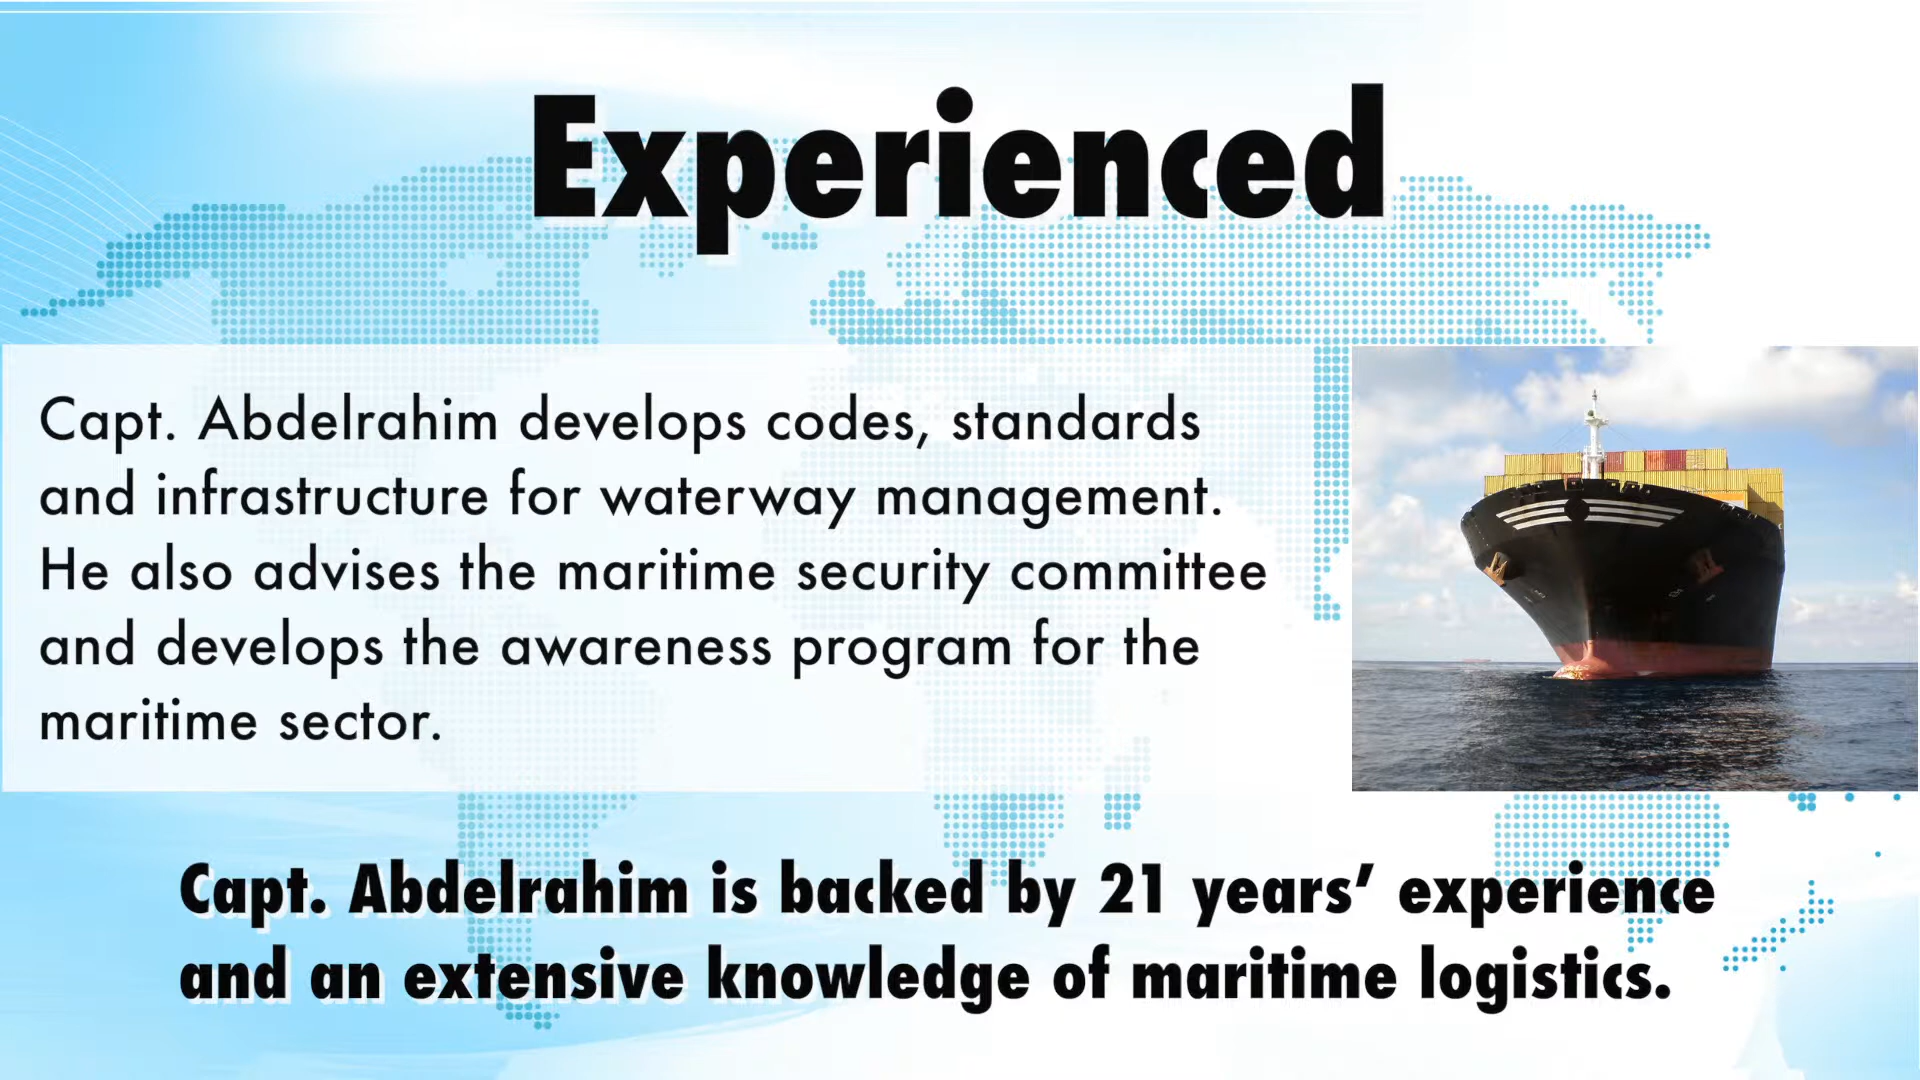 Experienced
Capt. Abdelrahim develops codes, standards
and infrastructure for waterway management.
He also advises the maritime security committee
and develops the awareness program for the
maritime sector.
Capt. Abdelrahim is backed by 21 years’ experience
and an extensive knowledge of maritime logistics.